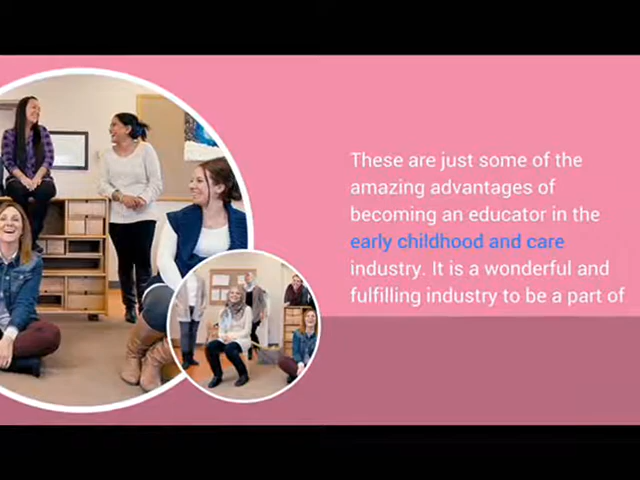 These are just some of the
amazing advantages of
becoming an educator in the
early childhood and care
industry. It is a wonderful and
fulfilling industry to be a part of